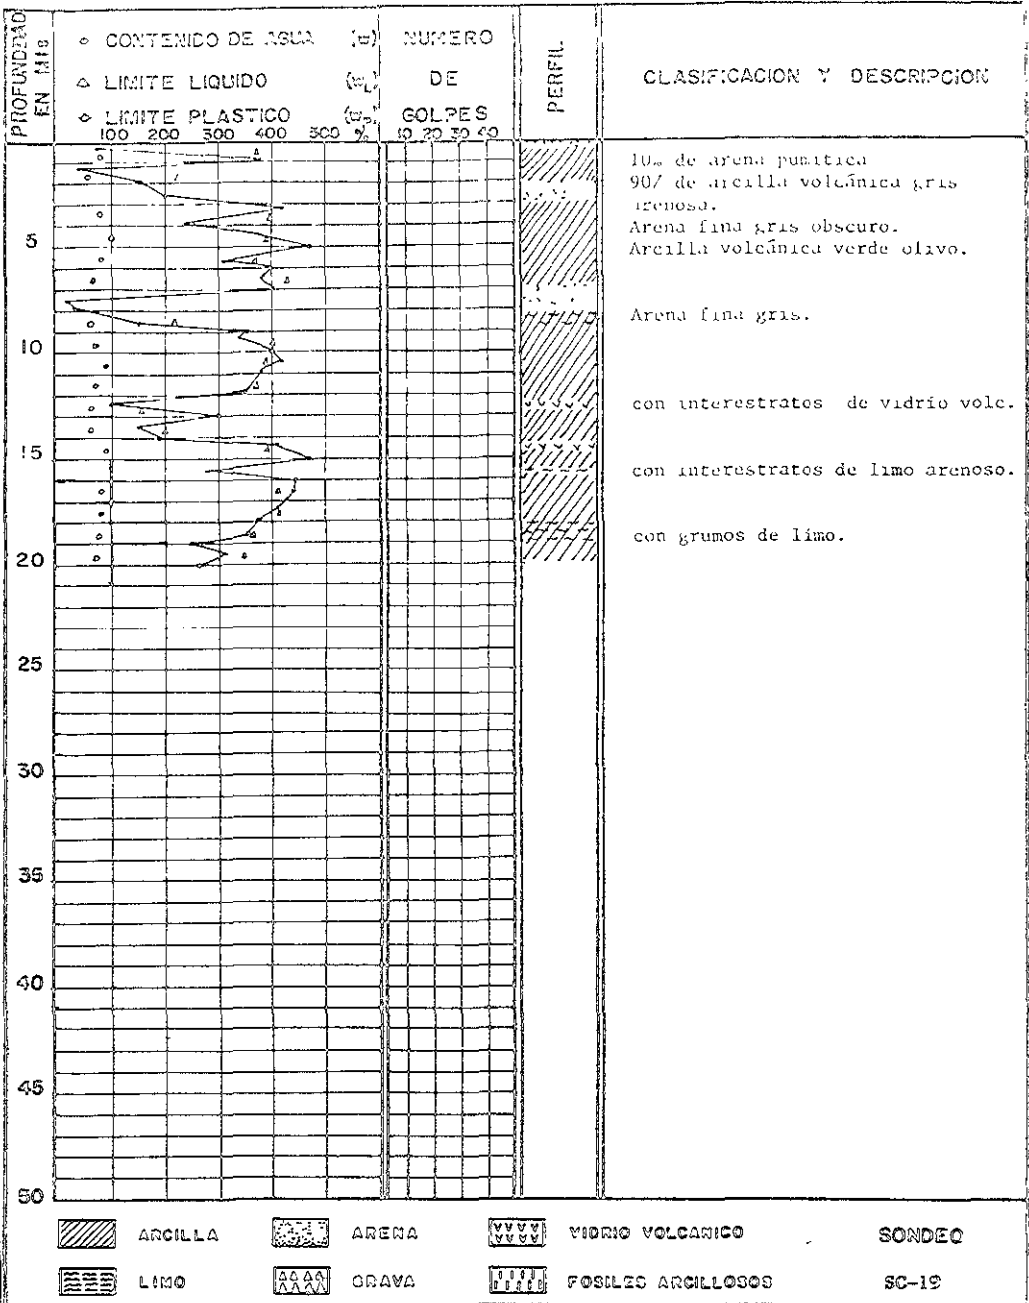 PROFUNDIDAD
EN Mts
○ CONTENIDO DE AGUA (w)
△ LIMITE LIQUIDO (wL)
◇ LIMITE PLASTICO (wp)
100 200 300 400 500 %
NUMERO
DE
GOLPES
10 20 30 40
PERFIL
CLASIFICACION Y DESCRIPCION
10% de arena pumítica
90% de arcilla volcánica gris
arenosa.
Arena fina gris obscuro.
Arcilla volcánica verde olivo.
Arena fina gris.
con interestratos de vidrio volc.
con interestratos de limo arenoso.
con grumos de limo.
5
10
15
20
25
30
35
40
45
50
ARCILLA
ARENA
VIDRIO VOLCANICO
SONDEO
LIMO
GRAVA
FOSILES ARCILLOSOS
SC-19